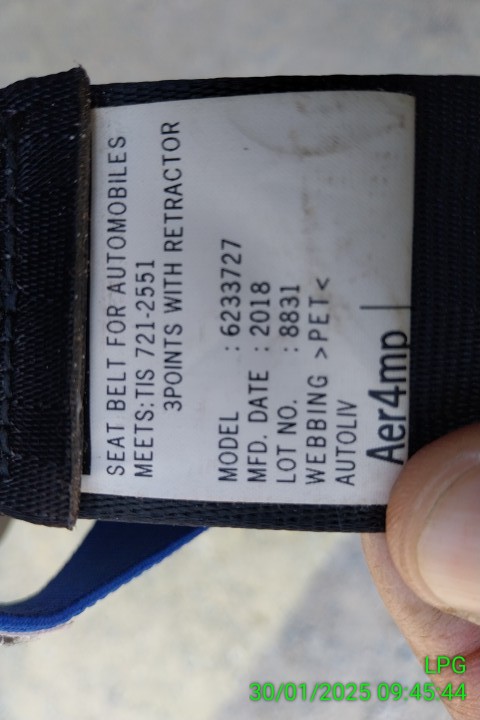 SEAT BELT FOR AUTOMOBILES
MEETS:TIS 721-2551
3POINTS WITH RETRACTOR
MODEL : 6233727
MFD. DATE : 2018
LOT NO. : 8831
WEBBING >PET<
AUTOLIV
Aer4mp
LPG
30/01/2025 09:45:44